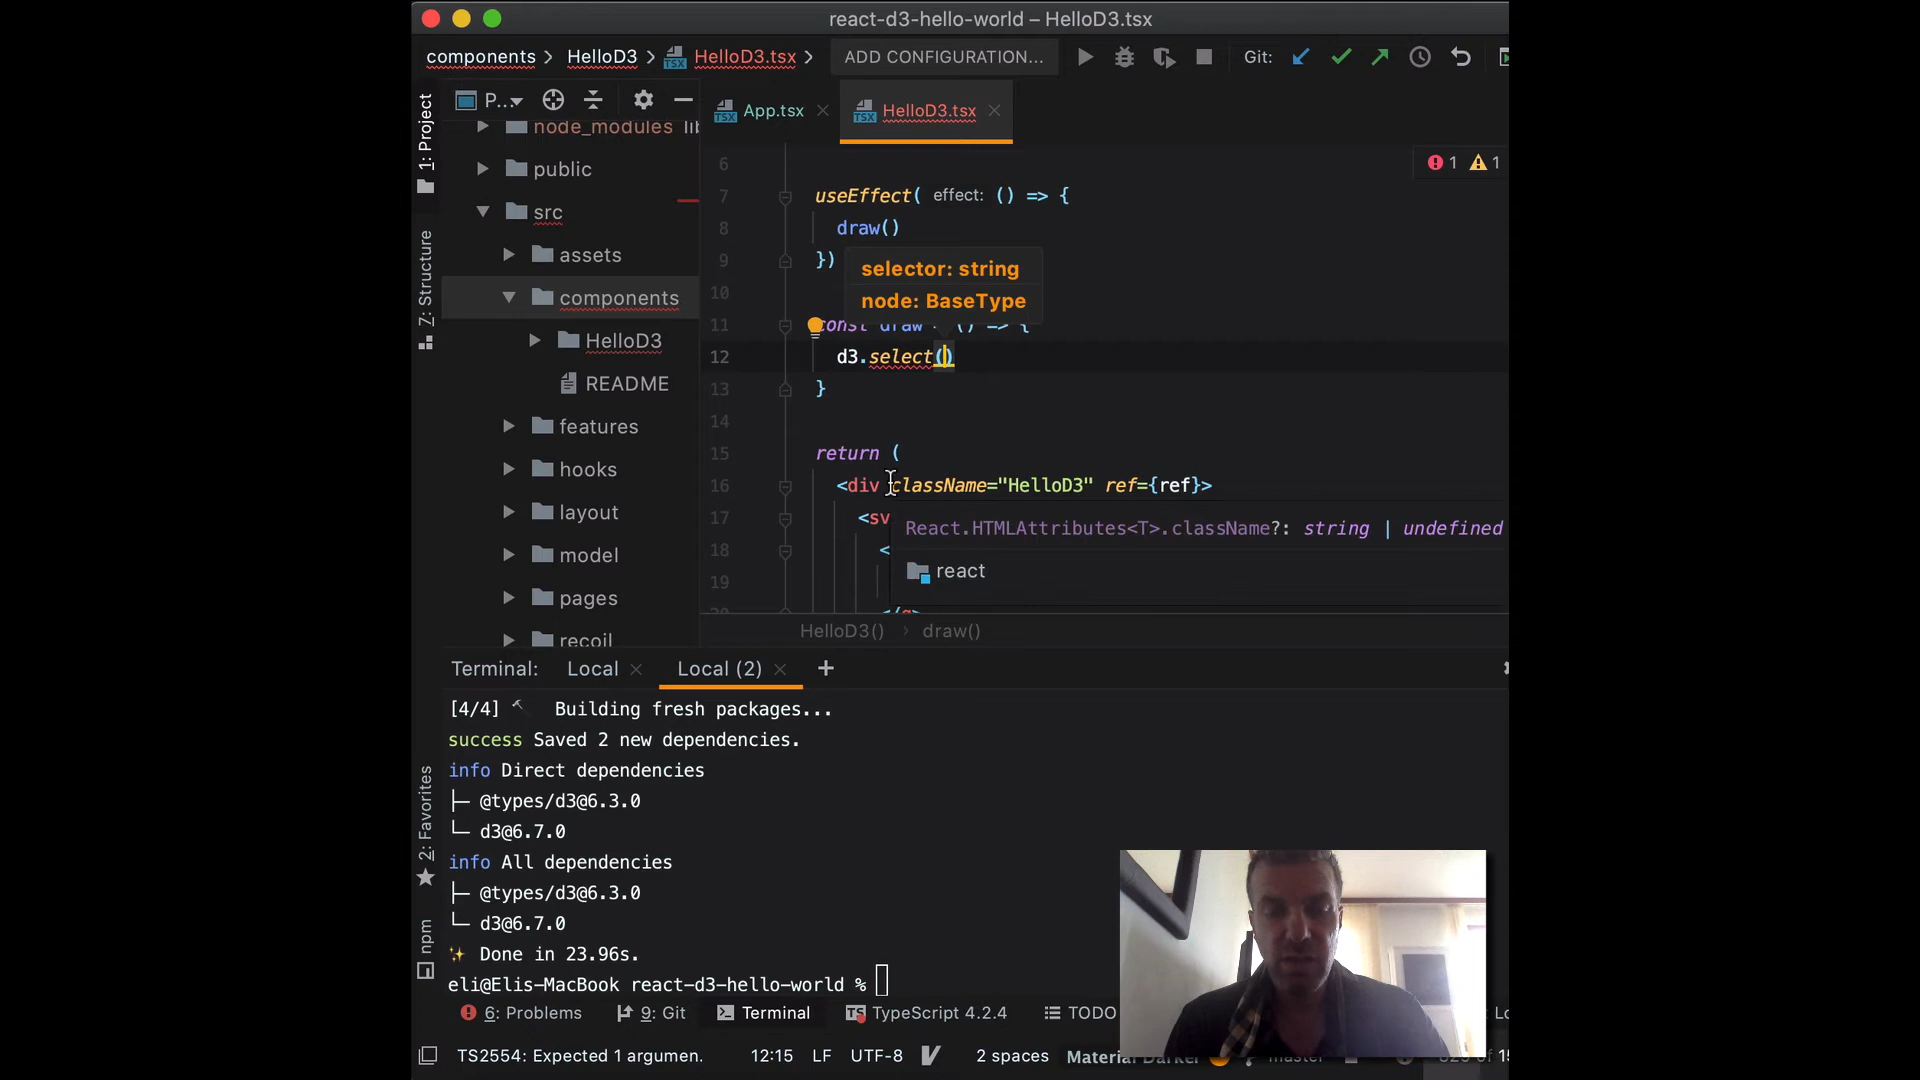 react-d3-hello-world – HelloD3.tsx
components HelloD3 HelloD3.tsx ADD CONFIGURATION... Git:
1: Project
P... 
App.tsx HelloD3.tsx
node_modules
public
src
assets
components
HelloD3
README
features
hooks
layout
model
pages
recoil
7: Structure
2: Favorites
npm
1 1
6
7 useEffect( effect: () => {
8 draw()
9 })
selector: string
node: BaseType
10
11 const draw = () => {
12 d3.select()
13 }
14
15 return (
16 <div className="HelloD3" ref={ref}>
17 <sv
React.HTMLAttributes<T>.className?: string | undefined
18 <
react
19
HelloD3() › draw()
Terminal: Local Local (2) +
[4/4] Building fresh packages...
success Saved 2 new dependencies.
info Direct dependencies
├─ @types/d3@6.3.0
└─ d3@6.7.0
info All dependencies
├─ @types/d3@6.3.0
└─ d3@6.7.0
Done in 23.96s.
eli@Elis-MacBook react-d3-hello-world %
6: Problems 9: Git Terminal TypeScript 4.2.4 TODO
TS2554: Expected 1 argumen. 12:15 LF UTF-8 2 spaces Material Darker master